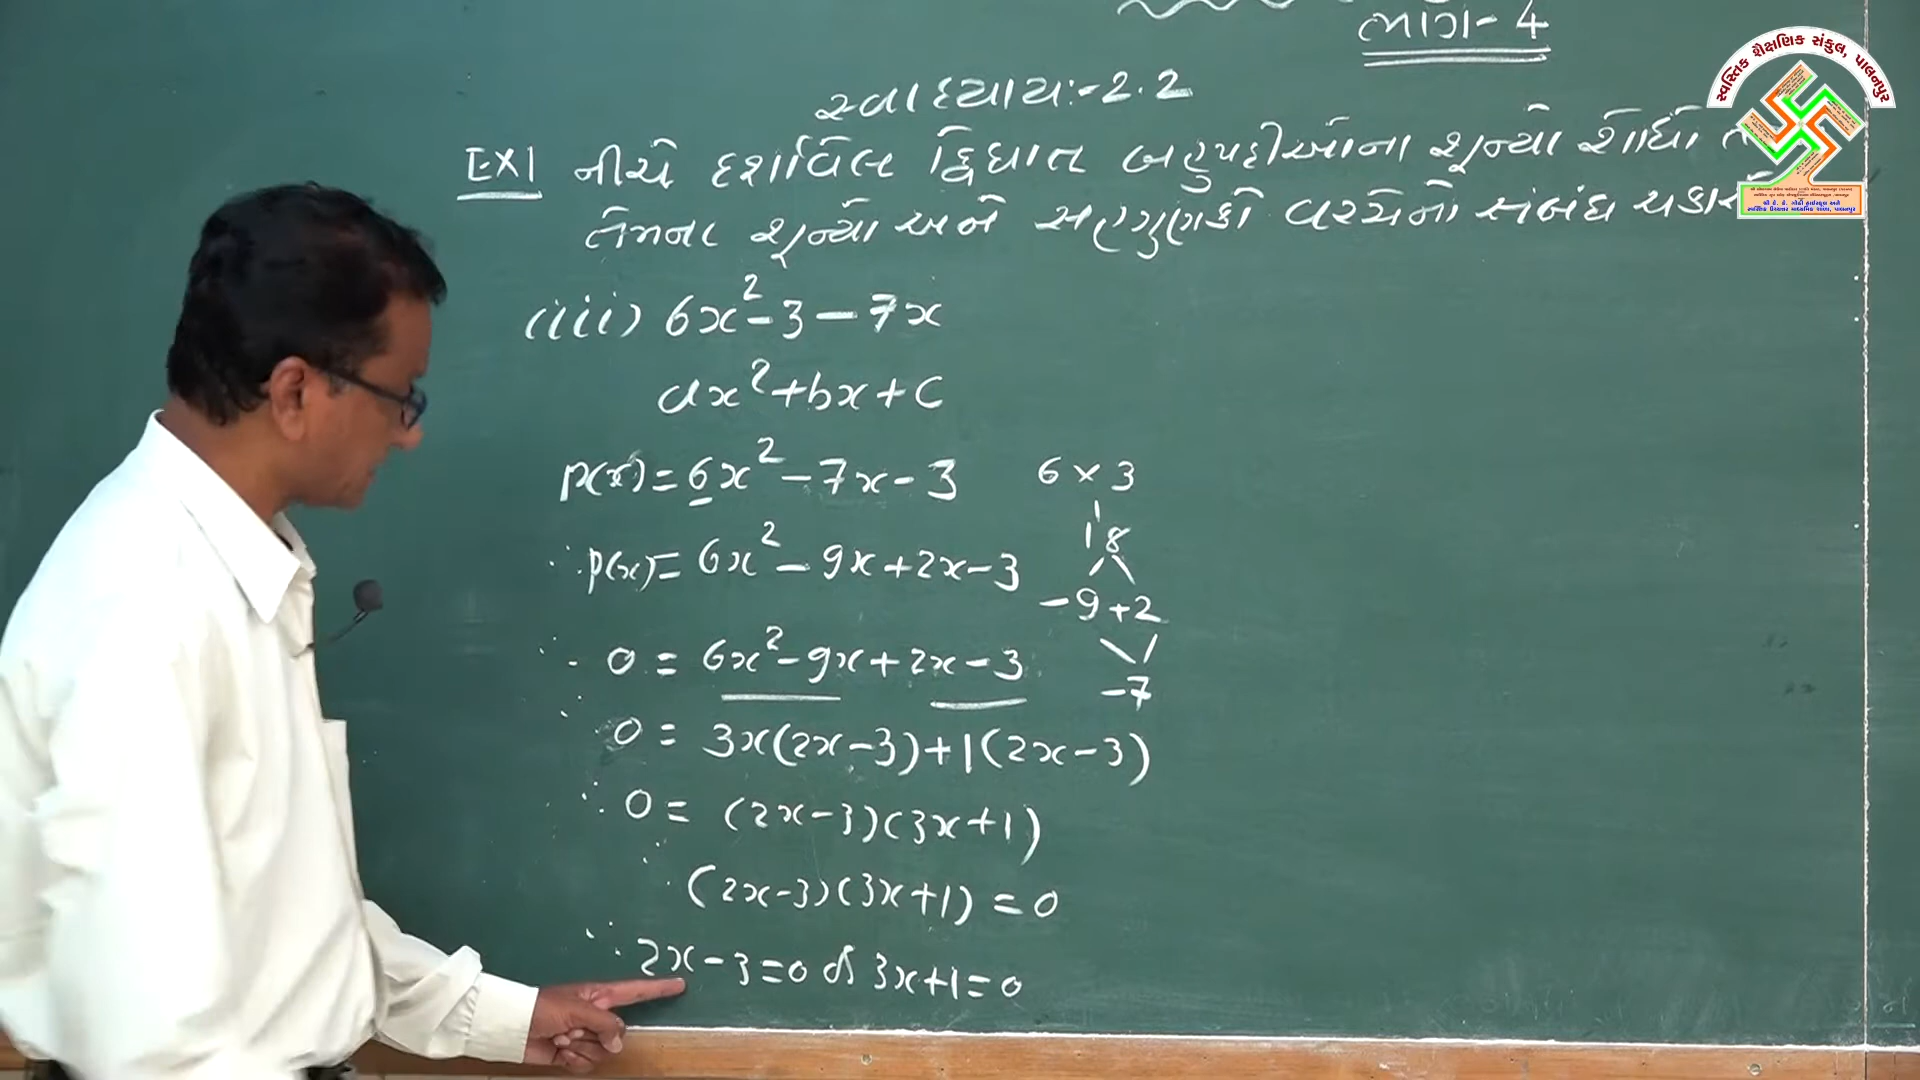 ભાગ-4
સ્વાધ્યાય:-2.2
EX1 નીચે દર્શાવેલ દ્વિઘાત બહુપદીઓના શૂન્યો શોધો
તેમના શૂન્યો અને સહગુણકો વચ્ચેનો સંબંધ ચકાસ
(iii) 6x²-3-7x
ax²+bx+c
p(x)=6x²-7x-3
6×3
18
-9+2
-7
∴p(x)=6x²-9x+2x-3
∴ 0=6x²-9x+2x-3
∴ 0=3x(2x-3)+1(2x-3)
∴ 0=(2x-3)(3x+1)
∴ (2x-3)(3x+1)=0
∴ 2x-3=0 or 3x+1=0
સ્વસ્તિક શૈક્ષણિક સંકુલ, પાલનપુર